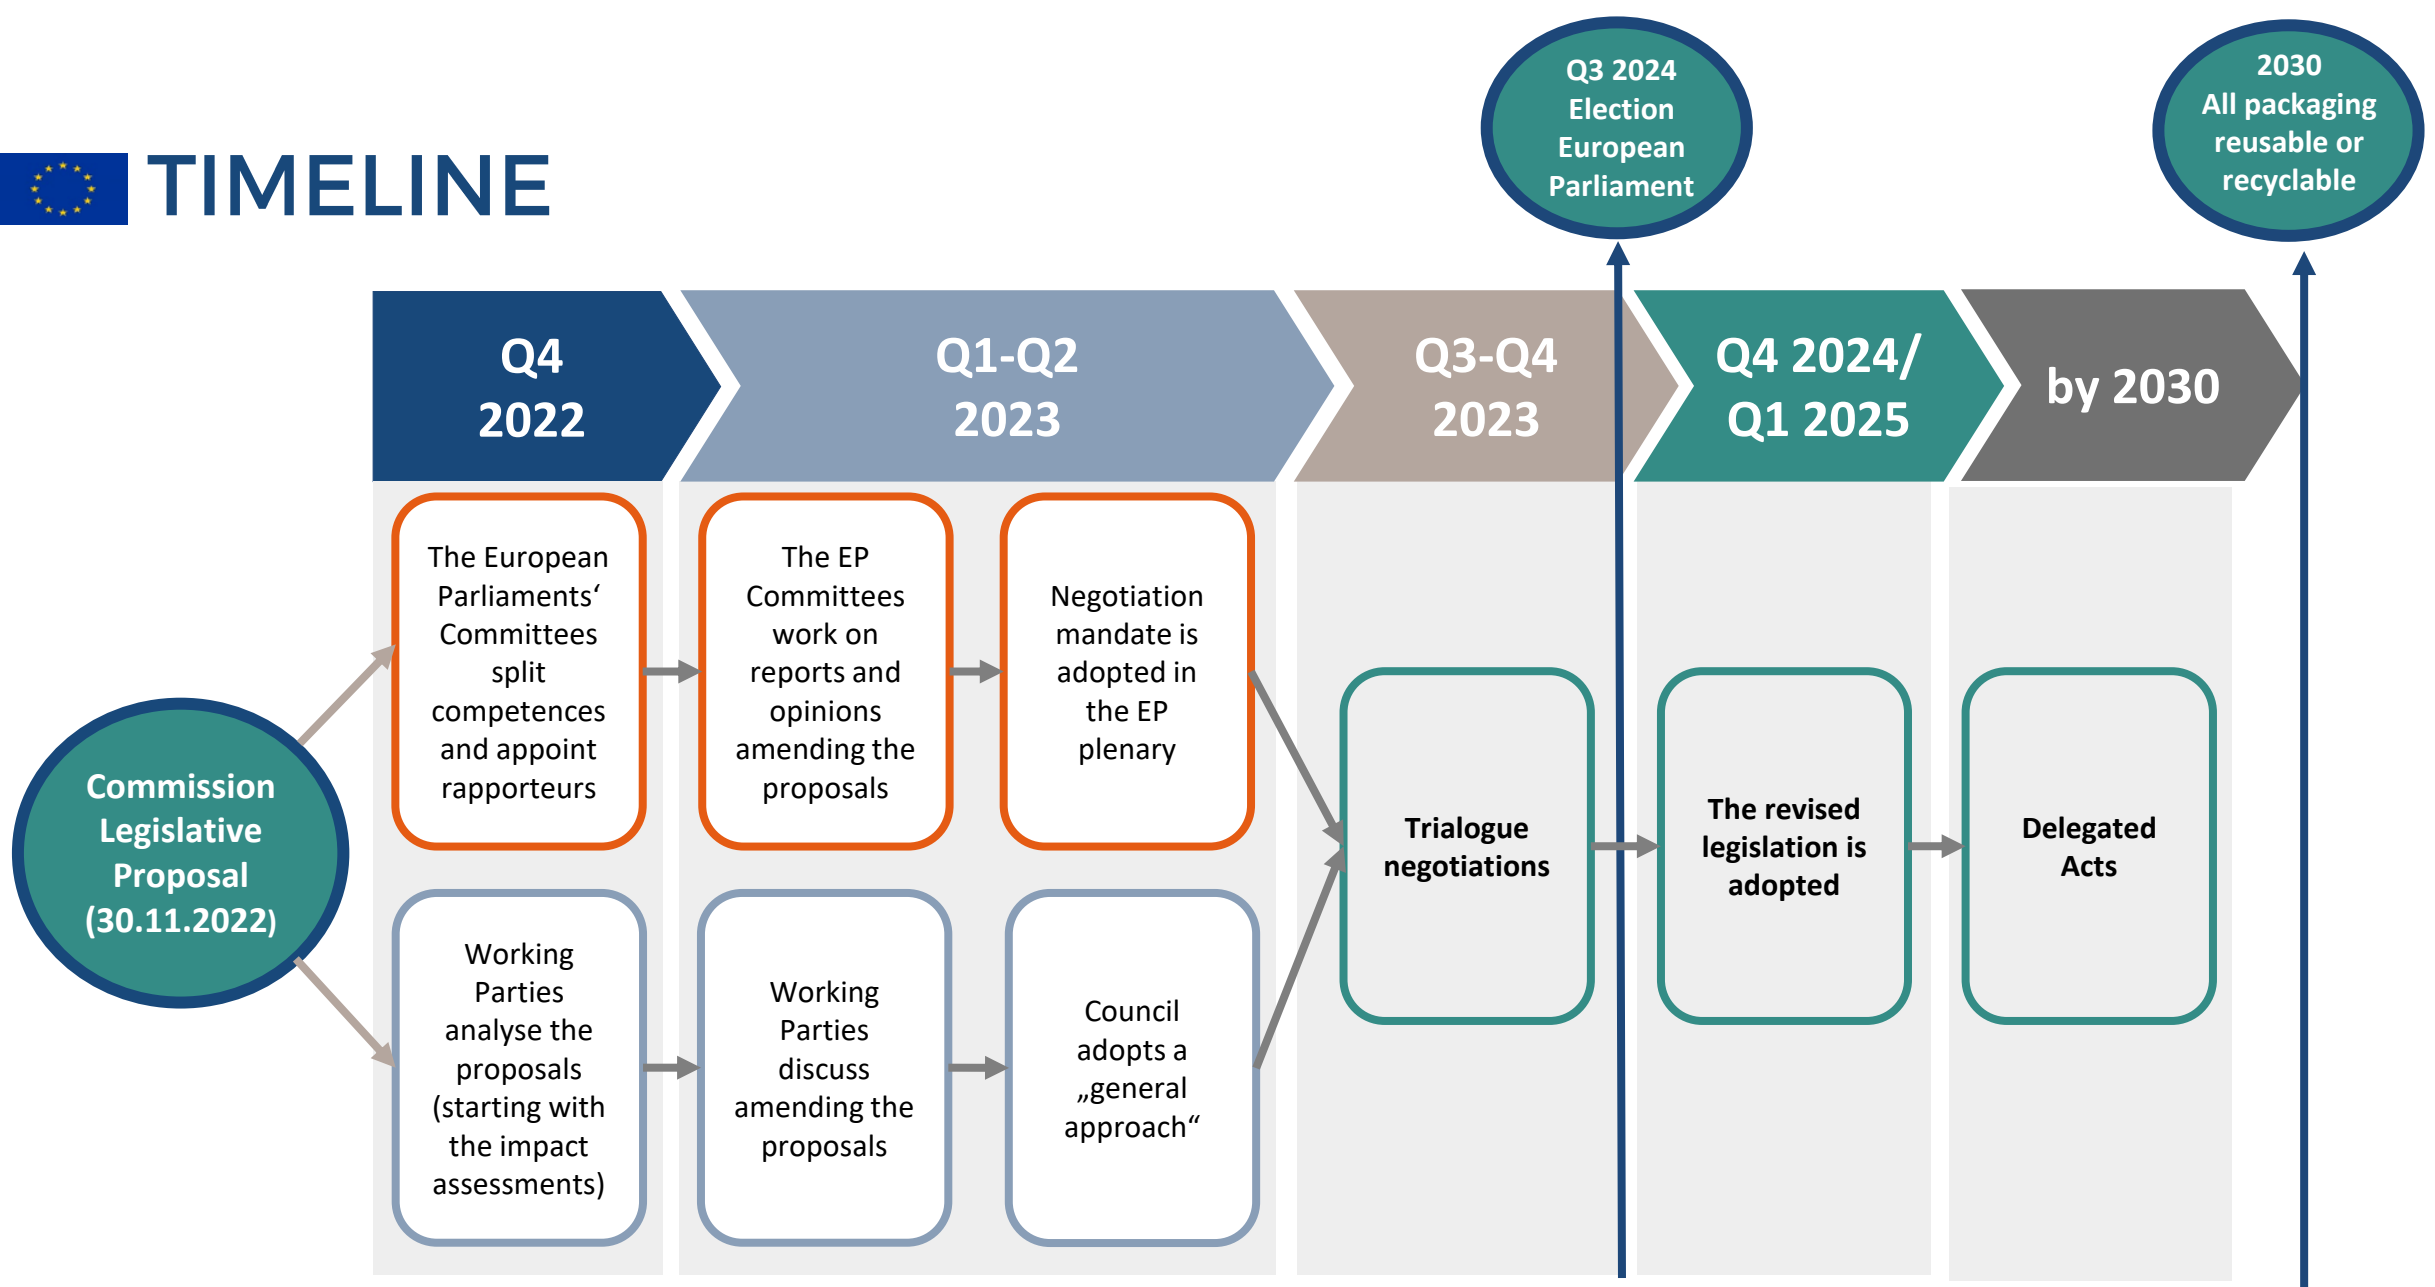 TIMELINE
Q3 2024
Election
European
Parliament
2030
All packaging
reusable or
recyclable
Q4
2022
Q1-Q2
2023
Q3-Q4
2023
Q4 2024/
Q1 2025
by 2030
Commission
Legislative
Proposal
(30.11.2022)
The European
Parliaments‘
Committees
split
competences
and appoint
rapporteurs
The EP
Committees
work on
reports and
opinions
amending the
proposals
Negotiation
mandate is
adopted in
the EP
plenary
Working
Parties
analyse the
proposals
(starting with
the impact
assessments)
Working
Parties
discuss
amending the
proposals
Council
adopts a
„general
approach“
Trialogue
negotiations
The revised
legislation is
adopted
Delegated
Acts